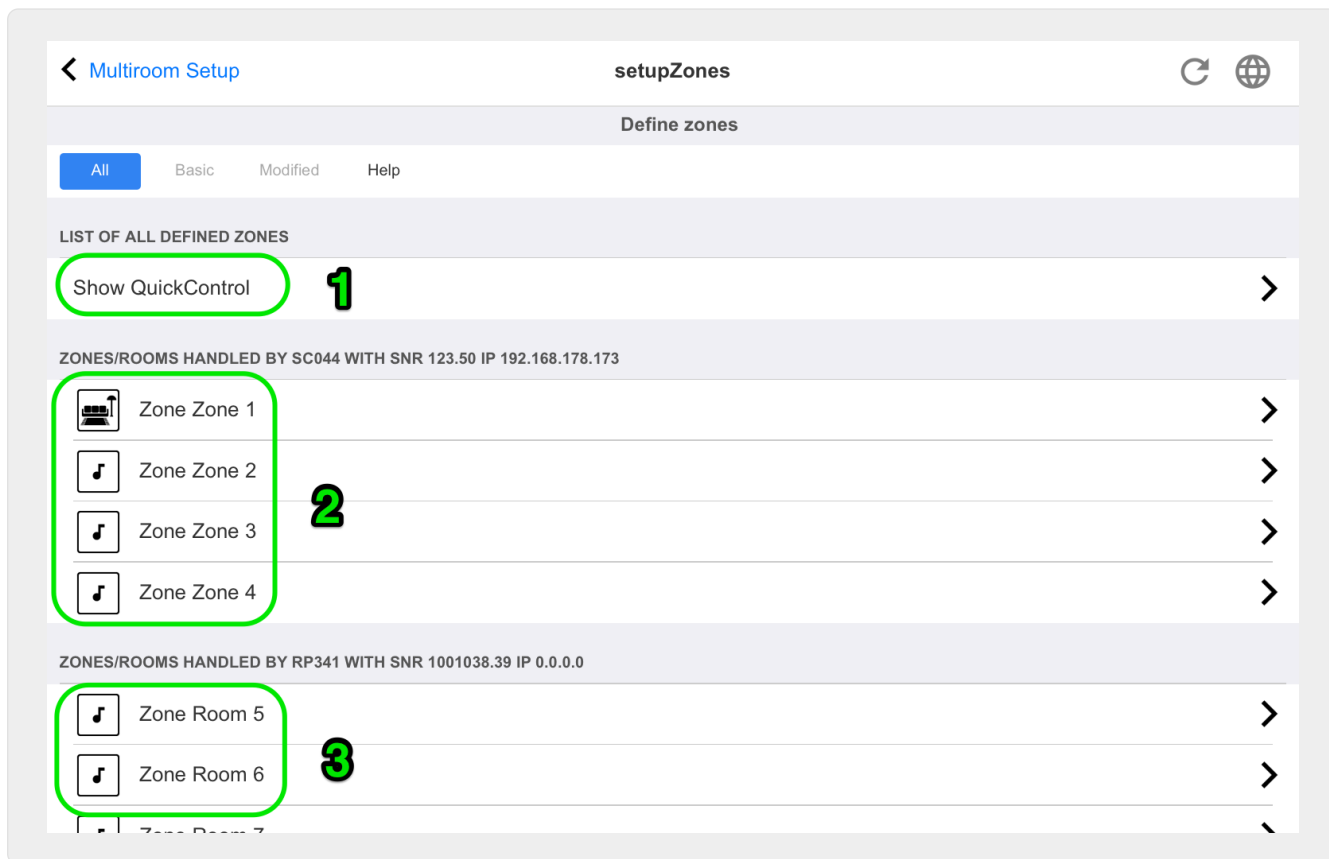 Multiroom Setup
setupZones
Define zones
All Basic Modified Help
LIST OF ALL DEFINED ZONES
Show QuickControl
1
ZONES/ROOMS HANDLED BY SC044 WITH SNR 123.50 IP 192.168.178.173
Zone Zone 1
Zone Zone 2
2
Zone Zone 3
Zone Zone 4
ZONES/ROOMS HANDLED BY RP341 WITH SNR 1001038.39 IP 0.0.0.0
Zone Room 5
3
Zone Room 6
Zone Room 7